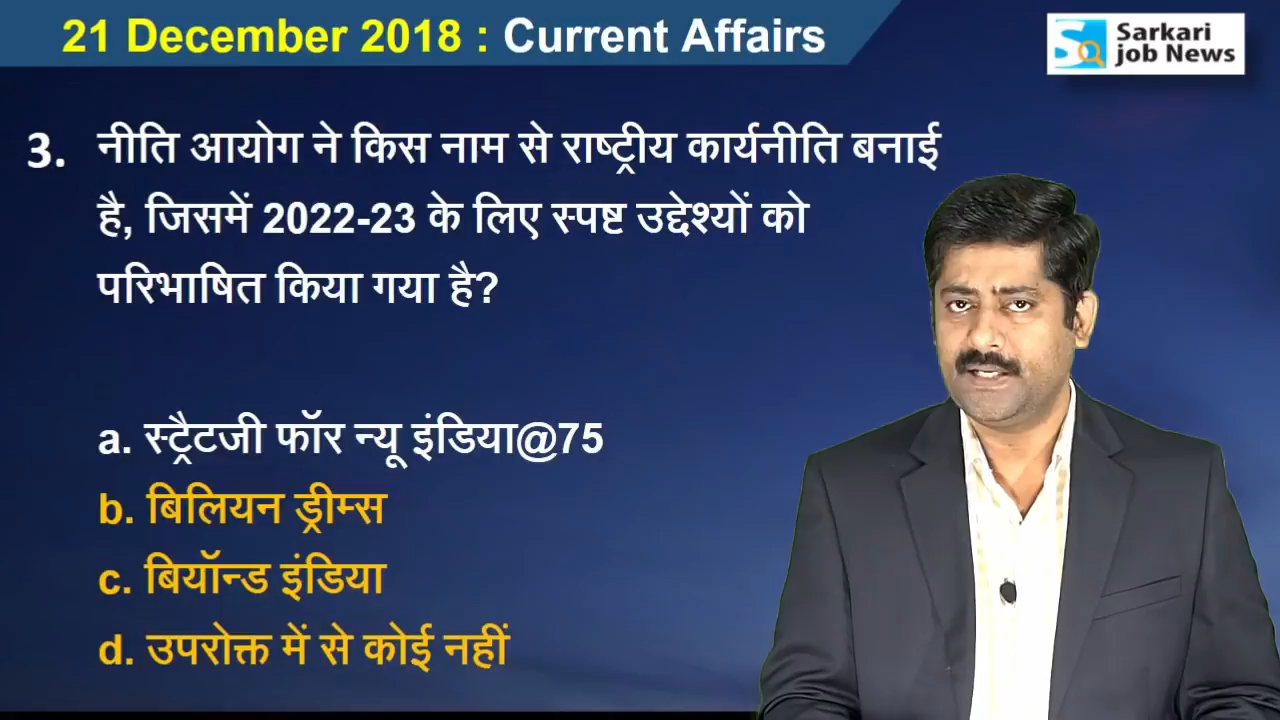 21 December 2018 : Current Affairs
Sarkari
Job News
3. नीति आयोग ने किस नाम से राष्ट्रीय कार्यनीति बनाई
है, जिसमें 2022-23 के लिए स्पष्ट उद्देश्यों को
परिभाषित किया गया है?
a. स्ट्रैटजी फॉर न्यू इंडिया@75
b. बिलियन ड्रीम्स
c. बियॉन्ड इंडिया
d. उपरोक्त में से कोई नहीं